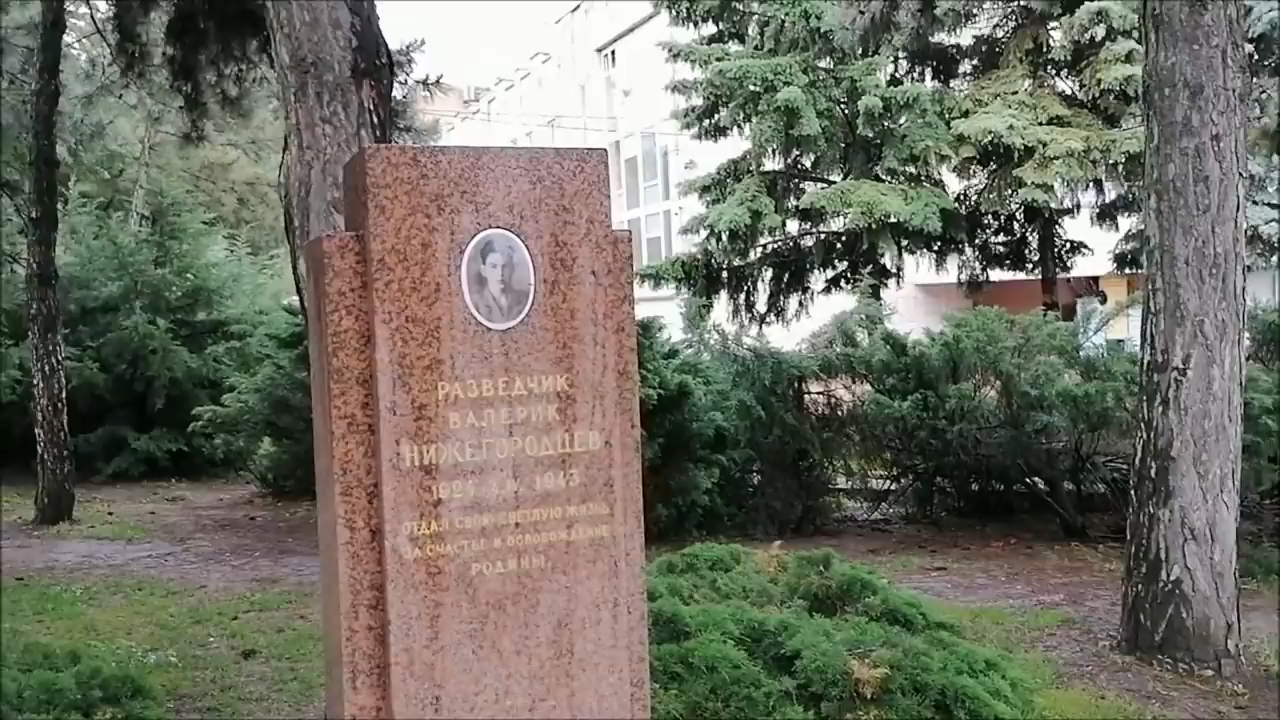 РАЗВЕДЧИК
ВАЛЕРИК
НИЖЕГОРОДЦЕВ
1943
ОТДАЛ СВОЮ СВЕТЛУЮ ЖИЗНЬ
ЗА СЧАСТЬЕ И ОСВОБОЖДЕНИЕ
РОДИНЫ.